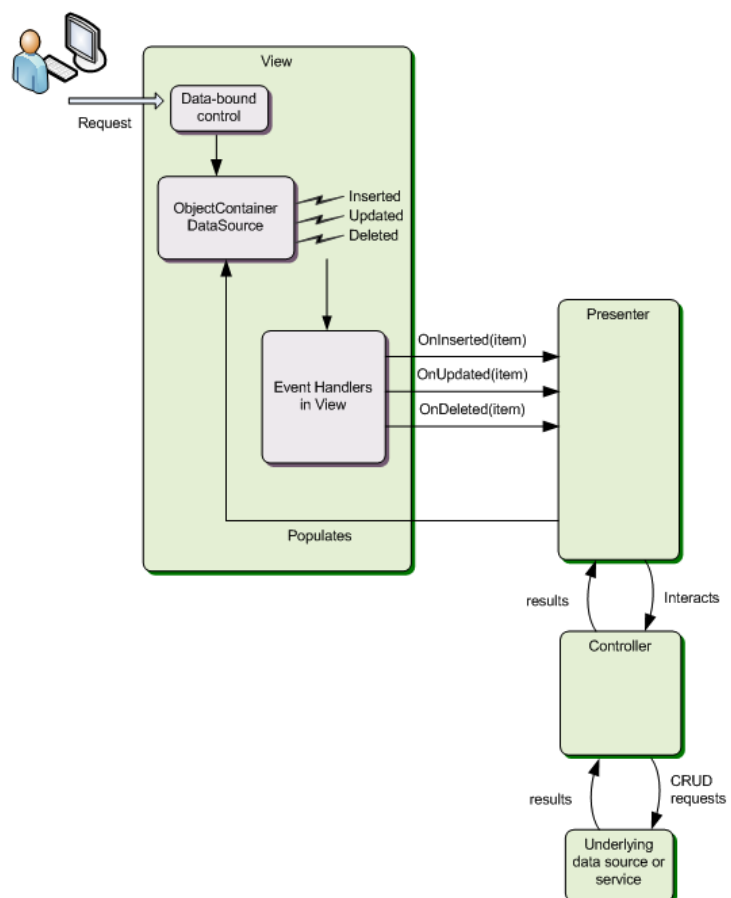 View
Data-bound
control
Request
ObjectContainer
DataSource
Inserted
Updated
Deleted
Presenter
Event Handlers
in View
OnInserted(item)
OnUpdated(item)
OnDeleted(item)
Populates
results
Interacts
Controller
results
CRUD
requests
Underlying
data source or
service